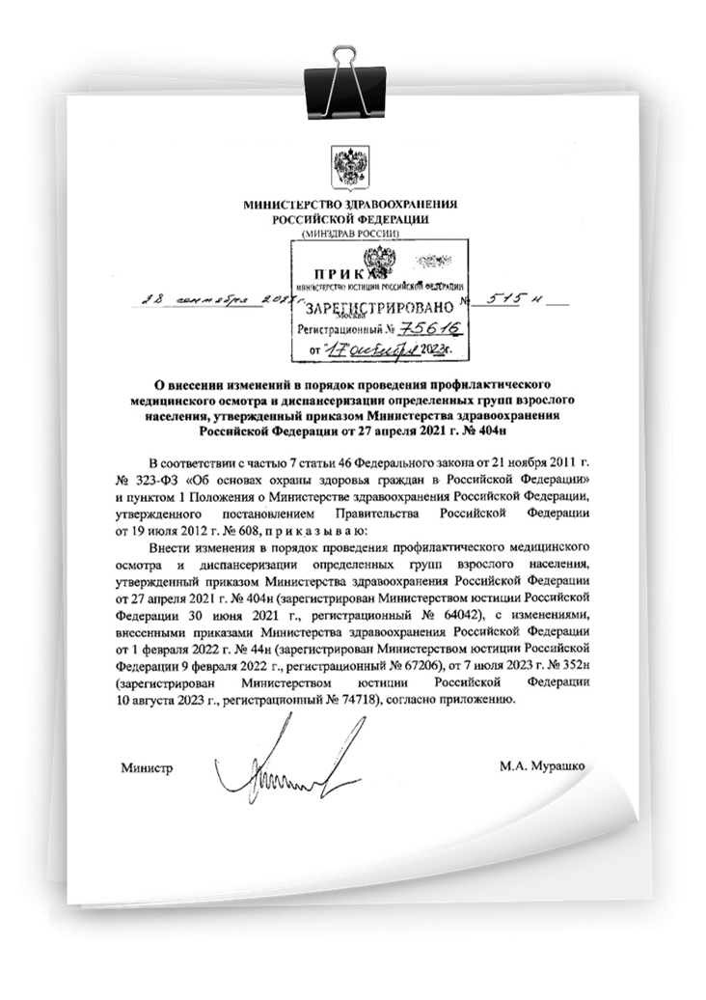 МИНИСТЕРСТВО ЗДРАВООХРАНЕНИЯ
РОССИЙСКОЙ ФЕДЕРАЦИИ
(МИНЗДРАВ РОССИИ)
ПРИКАЗ
МИНИСТЕРСТВО ЮСТИЦИИ РОССИЙСКОЙ ФЕДЕРАЦИИ
28 сентября 2023 г. № 515н
ЗАРЕГИСТРИРОВАНО
Москва
Регистрационный № 75616
от "17" октября 2023г.
О внесении изменений в порядок проведения профилактического
медицинского осмотра и диспансеризации определенных групп взрослого
населения, утвержденный приказом Министерства здравоохранения
Российской Федерации от 27 апреля 2021 г. № 404н
В соответствии с частью 7 статьи 46 Федерального закона от 21 ноября 2011 г.
№ 323-ФЗ «Об основах охраны здоровья граждан в Российской Федерации»
и пунктом 1 Положения о Министерстве здравоохранения Российской Федерации,
утвержденного постановлением Правительства Российской Федерации
от 19 июля 2012 г. № 608, п р и к а з ы в а ю:
Внести изменения в порядок проведения профилактического медицинского
осмотра и диспансеризации определенных групп взрослого населения,
утвержденный приказом Министерства здравоохранения Российской Федерации
от 27 апреля 2021 г. № 404н (зарегистрирован Министерством юстиции Российской
Федерации 30 июня 2021 г., регистрационный № 64042), с изменениями,
внесенными приказами Министерства здравоохранения Российской Федерации
от 1 февраля 2022 г. № 44н (зарегистрирован Министерством юстиции Российской
Федерации 9 февраля 2022 г., регистрационный № 67206), от 7 июля 2023 г. № 352н
(зарегистрирован Министерством юстиции Российской Федерации
10 августа 2023 г., регистрационный № 74718), согласно приложению.
Министр М.А. Мурашко